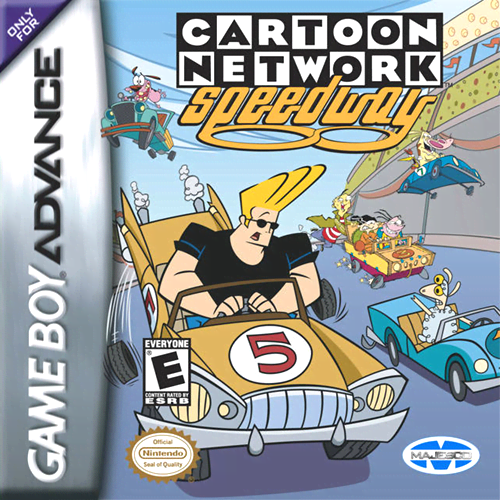 ONLY
FOR
GAME BOY ADVANCE
CARTOON
NETWORK
speedway
5
5
EVERYONE
E
CONTENT RATED BY
ESRB
Official
Nintendo
Seal of Quality
MAJESCO